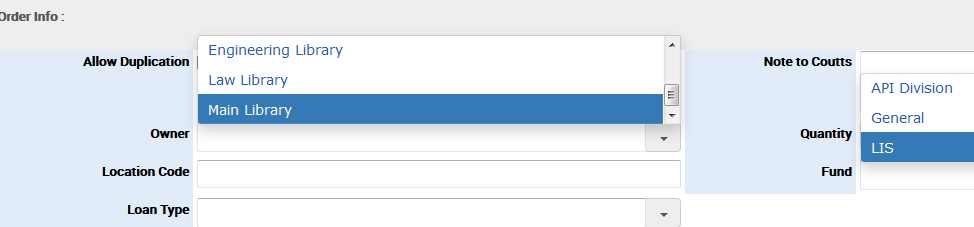 Order Info :
Engineering Library
Allow Duplication
Note to Coutts
Law Library
API Division
Main Library
General
Owner
Quantity
LIS
Location Code
Fund
Loan Type